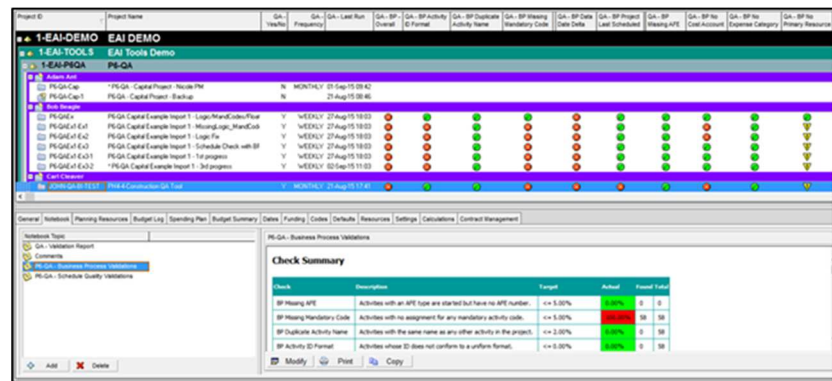 Project ID Project Name QA - Yes/No QA - Frequency QA - Last Run QA - BP - Overall QA - BP Activity ID Format QA - BP Duplicate Activity Name QA - BP Missing Mandatory Code QA - BP Data Date Delta QA - BP Project Last Scheduled QA - BP Missing AFE QA - BP No Cost Account QA - BP No Expense Category QA - BP No Primary Resource
1-EAI-DEMO EAI DEMO
1-EAI-TOOLS EAI Tools Demo
1-EAI-P6QA P6-QA
Adam Ant
P6-QA-Cap * P6-QA - Capital Project - Nicole PM N MONTHLY 01-Sep-15 09:42
P6-QA-Cap-1 P6-QA - Capital Project - Backup N 21-Aug-15 08:46
Bob Beagle
P6-QAEx P6-QA Capital Example Import 1 - Logic/MandCodes/Float Y WEEKLY 27-Aug-15 18:03
P6-QAEx1-Ex1 P6-QA Capital Example Import 1 - MissingLogic_MandCod Y WEEKLY 27-Aug-15 18:03
P6-QAEx1-Ex2 P6-QA Capital Example Import 1 - Logic Fix Y WEEKLY 27-Aug-15 18:03
P6-QAEx1-Ex3 P6-QA Capital Example Import 1 - Schedule Check with BF Y WEEKLY 27-Aug-15 18:03
P6-QAEx1-Ex3-1 P6-QA Capital Example Import 1 - 1st progress Y WEEKLY 27-Aug-15 18:03
P6-QAEx1-Ex3-2 * P6-QA Capital Example Import 1 - 3rd progress Y WEEKLY 02-Sep-15 11:03
Carl Cleaver
JOHN-QA-BI-TEST PH4-4-Construction QA Tool Y MONTHLY 21-Aug-15 17:41
General Notebook Planning Resources Budget Log Spending Plan Budget Summary Dates Funding Codes Defaults Resources Settings Calculations Contract Management
Notebook Topic
QA - Validation Report
Comments
P6-QA - Business Process Validations
P6-QA - Schedule Quality Validations
Add Delete
P6-QA - Business Process Validations
Check Summary
Check Description Target Actual Found Total
BP Missing AFE Activities with an AFE type are started but have no AFE number. <= 5.00% 0.00% 0 0
BP Missing Mandatory Code Activities with no assignment for any mandatory activity code. <= 5.00% 100.00% 58 58
BP Duplicate Activity Name Activities with the same name as any other activity in the project. <= 2.00% 0.00% 0 58
BP Activity ID Format Activities whose ID does not conform to a uniform format. <= 0.00% 0.00% 0 58
Modify Print Copy